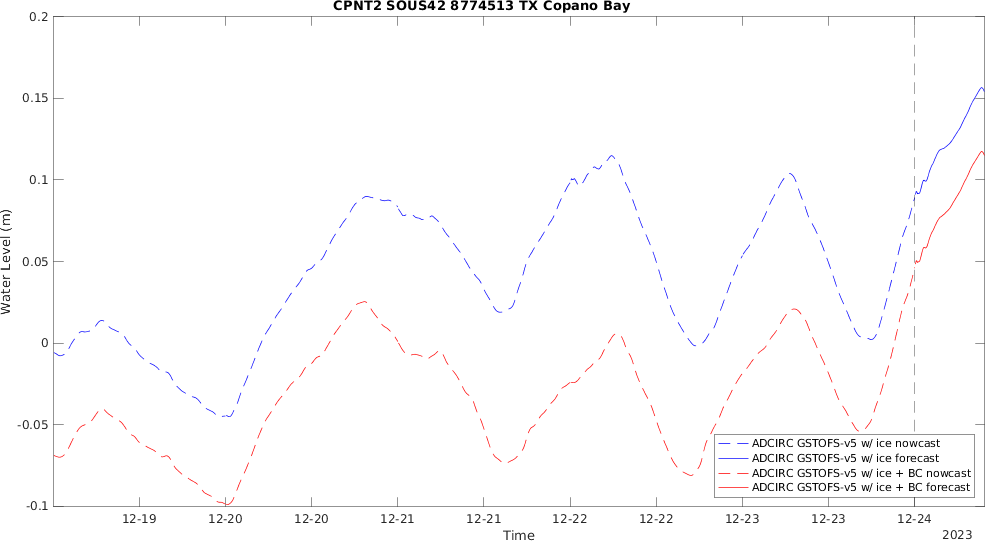 CPNT2 SOUS42 8774513 TX Copano Bay
0.2
0.15
0.1
0.05
0
-0.05
-0.1
Water Level (m)
ADCIRC GSTOFS-v5 w/ ice nowcast
ADCIRC GSTOFS-v5 w/ ice forecast
ADCIRC GSTOFS-v5 w/ ice + BC nowcast
ADCIRC GSTOFS-v5 w/ ice + BC forecast
12-19 12-20 12-20 12-21 12-21 12-22 12-22 12-23 12-23 12-24
Time
2023